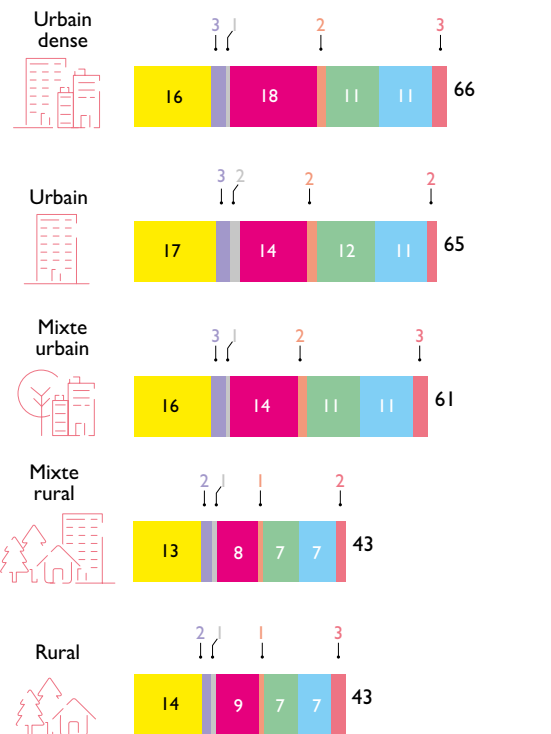 Urbain
dense
3 1 2 3
16 18 11 11 66
Urbain
3 2 2 2
17 14 12 11 65
Mixte
urbain
3 1 2 3
16 14 11 11 61
Mixte
rural
2 1 1 2
13 8 7 7 43
Rural
2 1 1 3
14 9 7 7 43